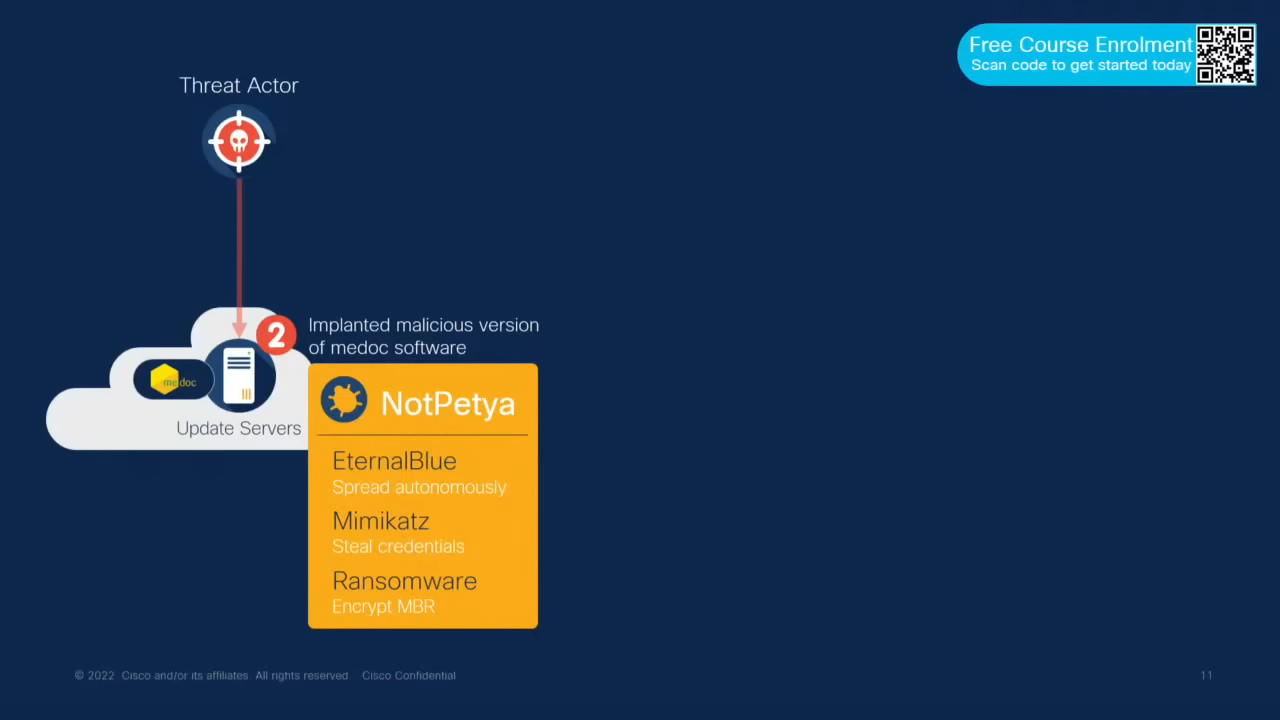 Free Course Enrolment
Scan code to get started today
Threat Actor
2
Implanted malicious version
of medoc software
me doc
Update Servers
NotPetya
EternalBlue
Spread autonomously
Mimikatz
Steal credentials
Ransomware
Encrypt MBR
© 2022 Cisco and/or its affiliates. All rights reserved. Cisco Confidential
11